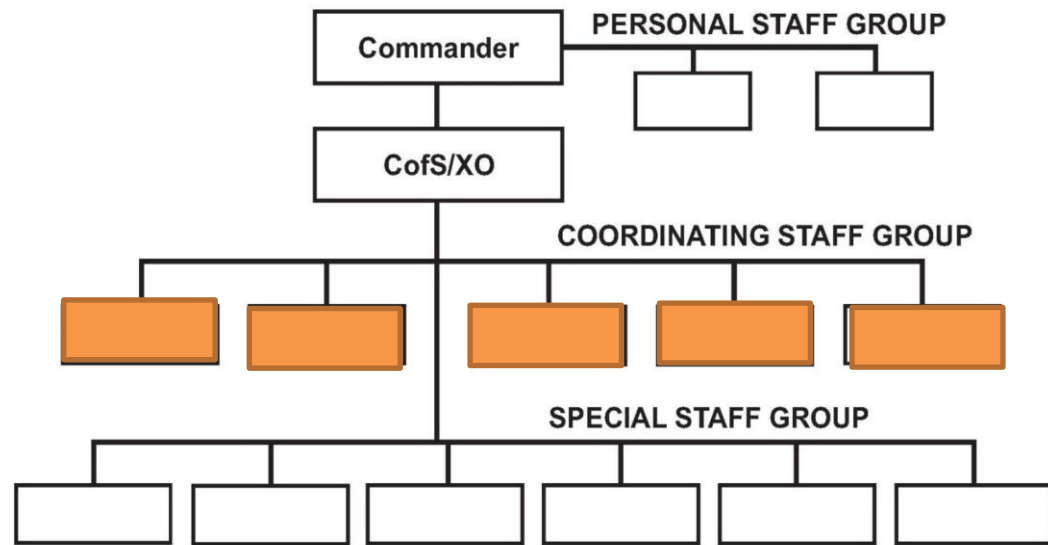 Commander
PERSONAL STAFF GROUP
CofS/XO
COORDINATING STAFF GROUP
SPECIAL STAFF GROUP